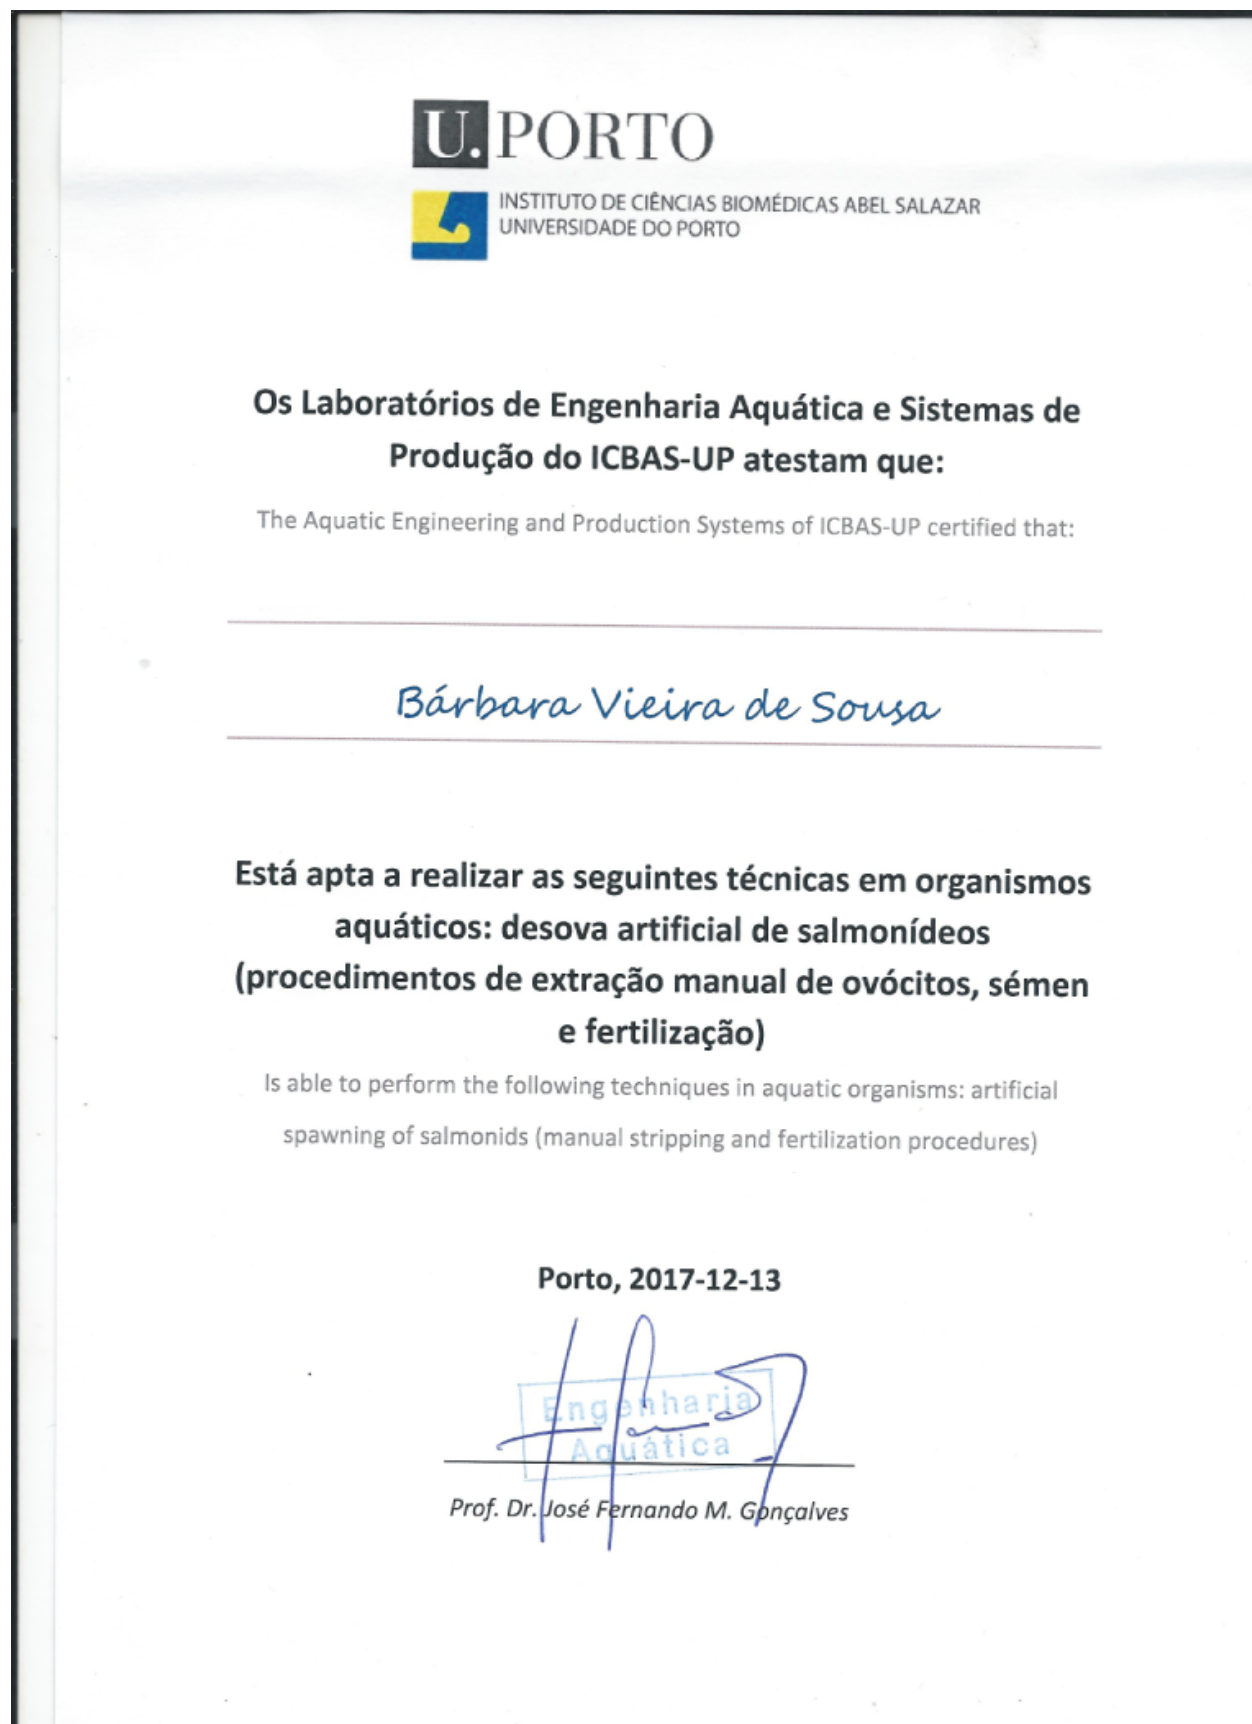 U. PORTO
INSTITUTO DE CIÊNCIAS BIOMÉDICAS ABEL SALAZAR
UNIVERSIDADE DO PORTO
Os Laboratórios de Engenharia Aquática e Sistemas de
Produção do ICBAS-UP atestam que:
The Aquatic Engineering and Production Systems of ICBAS-UP certified that:
Bárbara Vieira de Sousa
Está apta a realizar as seguintes técnicas em organismos
aquáticos: desova artificial de salmonídeos
(procedimentos de extração manual de ovócitos, sémen
e fertilização)
Is able to perform the following techniques in aquatic organisms: artificial
spawning of salmonids (manual stripping and fertilization procedures)
Porto, 2017-12-13
Engenharia
Aquática
Prof. Dr. José Fernando M. Gonçalves